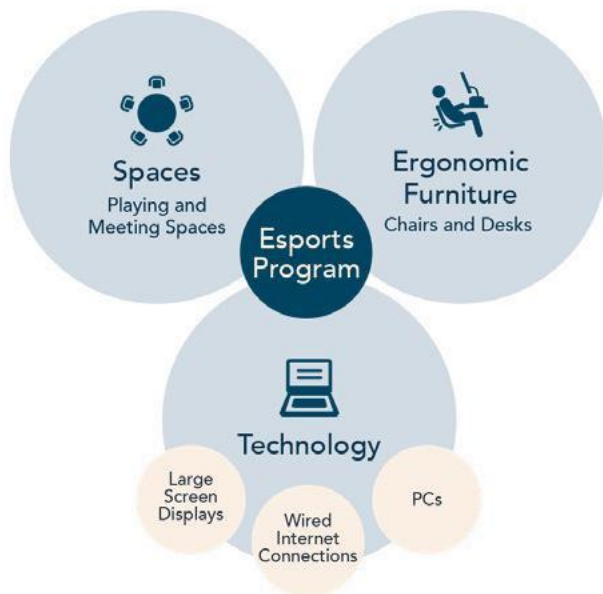 Spaces
Playing and
Meeting Spaces
Ergonomic
Furniture
Chairs and Desks
Esports
Program
Technology
Large
Screen
Displays
Wired
Internet
Connections
PCs